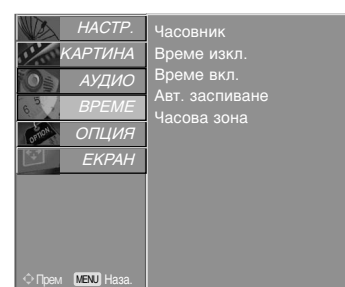 НАСТР.
КАРТИНА
АУДИО
ВРЕМЕ
ОПЦИЯ
ЕКРАН
Часовник
Време изкл.
Време вкл.
Авт. заспиване
Часова зона
Прем MENU Наза.